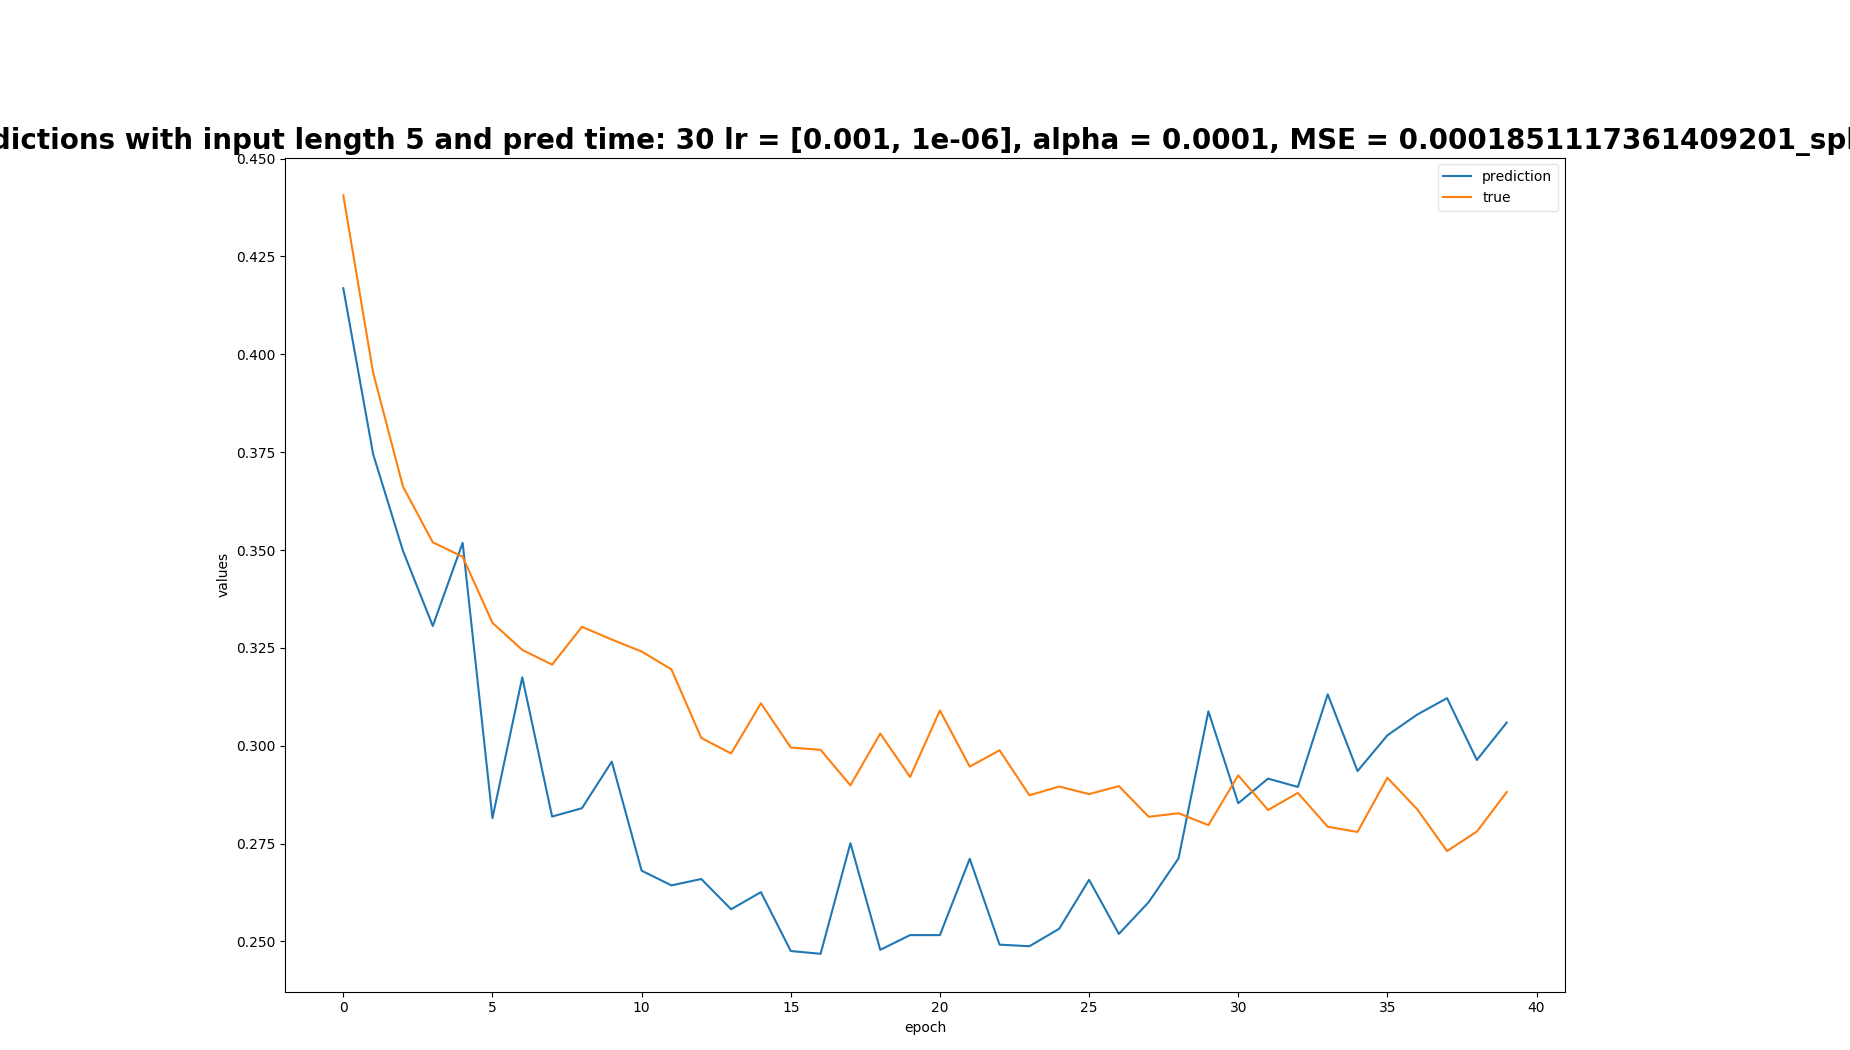 dictions with input length 5 and pred time: 30 lr = [0.001, 1e-06], alpha = 0.0001, MSE = 0.0001851117361409201_spl
prediction
true
0.450
0.425
0.400
0.375
0.350
0.325
0.300
0.275
0.250
values
0 5 10 15 20 25 30 35 40
epoch